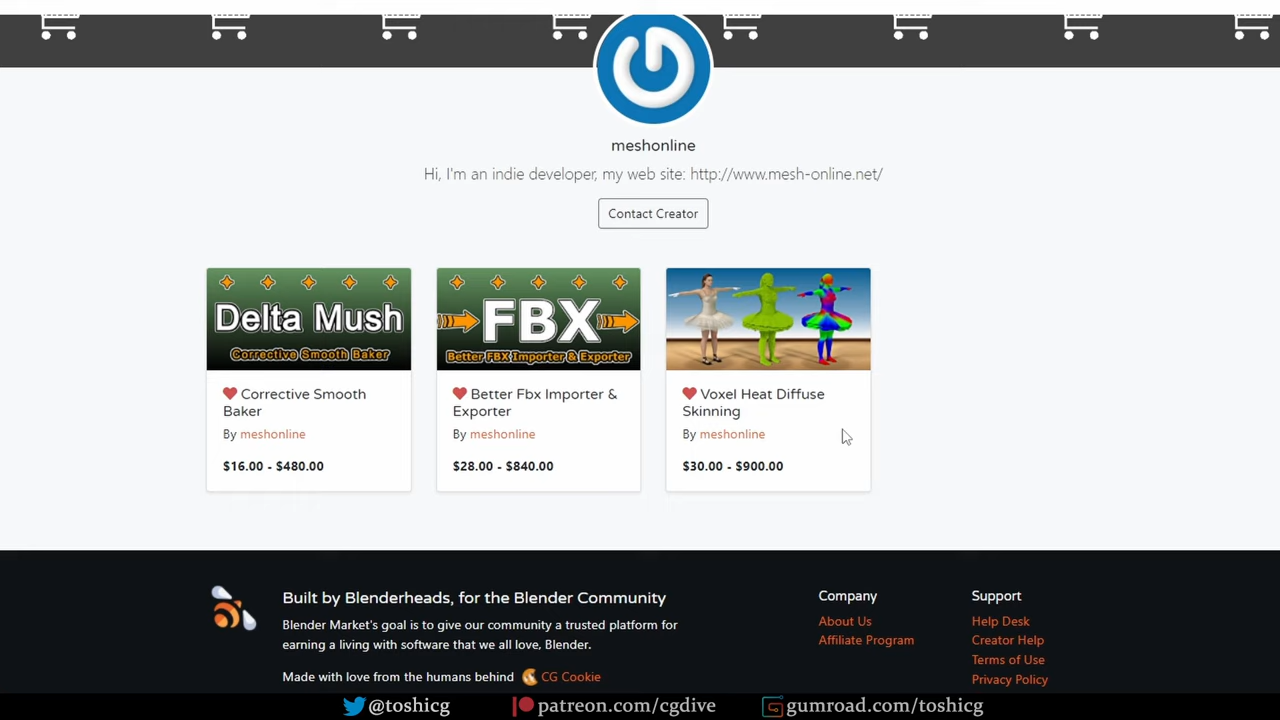 meshonline
Hi, I'm an indie developer, my web site: http://www.mesh-online.net/
Contact Creator
Delta Mush
Corrective Smooth Baker
Corrective Smooth
Baker
By meshonline
$16.00 - $480.00
FBX
Better FBX Importer & Exporter
Better Fbx Importer &
Exporter
By meshonline
$28.00 - $840.00
Voxel Heat Diffuse
Skinning
By meshonline
$30.00 - $900.00
Built by Blenderheads, for the Blender Community
Blender Market's goal is to give our community a trusted platform for
earning a living with software that we all love, Blender.
Made with love from the humans behind CG Cookie
Company
About Us
Affiliate Program
Support
Help Desk
Creator Help
Terms of Use
Privacy Policy
@toshicg
patreon.com/cgdive
gumroad.com/toshicg